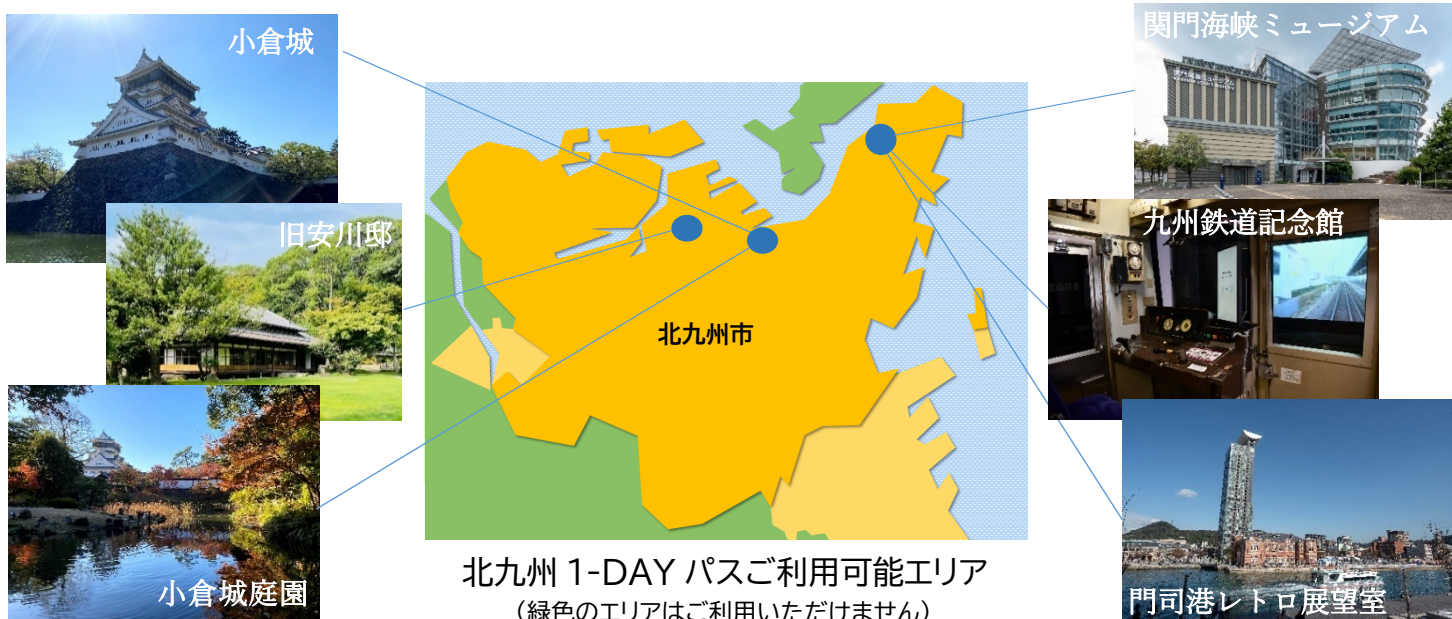 小倉城
旧安川邸
小倉城庭園
北九州市
関門海峡ミュージアム
九州鉄道記念館
門司港レトロ展望室
北九州 1-DAY パスご利用可能エリア
(緑色のエリアはご利用いただけません)